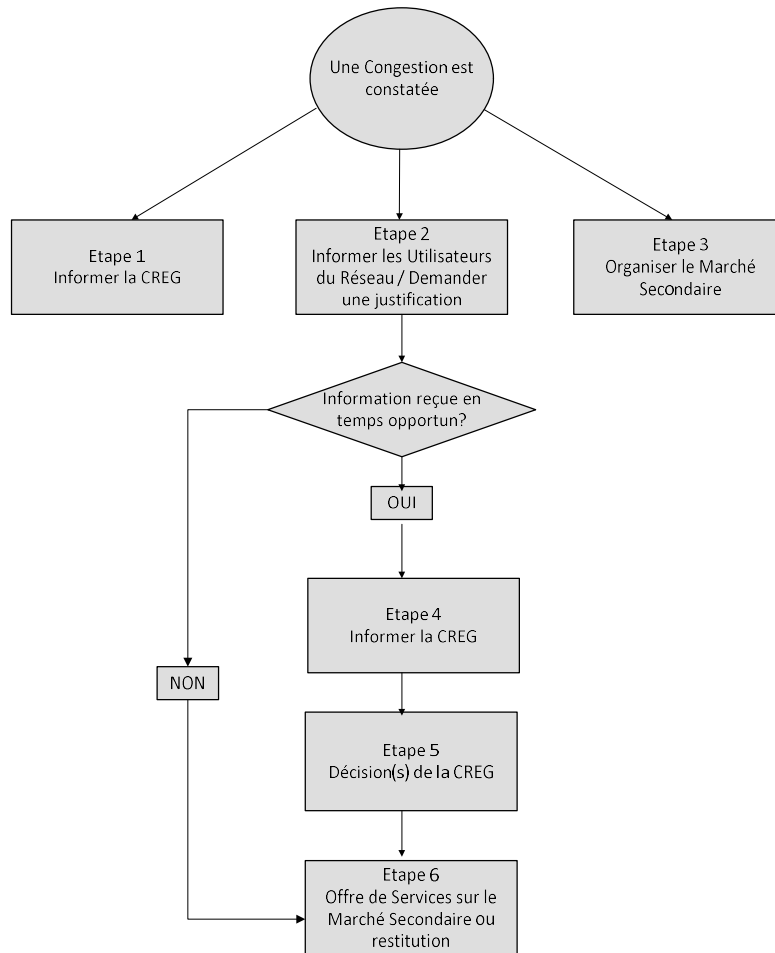 Une Congestion est
constatée
Etape 1
Informer la CREG
Etape 2
Informer les Utilisateurs
du Réseau / Demander
une justification
Etape 3
Organiser le Marché
Secondaire
Information reçue en
temps opportun?
OUI
Etape 4
Informer la CREG
NON
Etape 5
Décision(s) de la CREG
Etape 6
Offre de Services sur le
Marché Secondaire ou
restitution